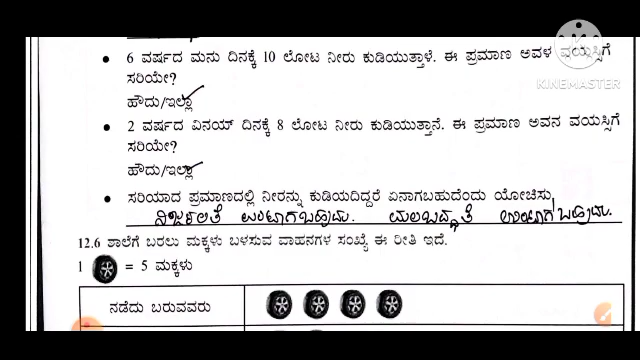 KINEMASTER
• 6 ವರ್ಷದ ಮನು ದಿನಕ್ಕೆ 10 ಲೋಟ ನೀರು ಕುಡಿಯುತ್ತಾಳೆ. ಈ ಪ್ರಮಾಣ ಅವಳ ವಯಸ್ಸಿಗೆ
ಸರಿಯೇ?
ಹೌದು/ಇಲ್ಲಾ
• 2 ವರ್ಷದ ವಿನಯ್ ದಿನಕ್ಕೆ 8 ಲೋಟ ನೀರು ಕುಡಿಯುತ್ತಾನೆ. ಈ ಪ್ರಮಾಣ ಅವನ ವಯಸ್ಸಿಗೆ
ಸರಿಯೇ?
ಹೌದು/ಇಲ್ಲಾ
• ಸರಿಯಾದ ಪ್ರಮಾಣದಲ್ಲಿ ನೀರನ್ನು ಕುಡಿಯದಿದ್ದರೆ ಏನಾಗಬಹುದೆಂದು ಯೋಚಿಸು.
ನಿರ್ಜಲತೆ ಉಂಟಾಗಬಹುದು. ಮಲಬದ್ಧತೆ ಉಂಟಾಗಬಹುದು.
12.6 ಶಾಲೆಗೆ ಬರಲು ಮಕ್ಕಳು ಬಳಸುವ ವಾಹನಗಳ ಸಂಖ್ಯೆ ಈ ರೀತಿ ಇದೆ.
1 = 5 ಮಕ್ಕಳು
ನಡೆದು ಬರುವವರು